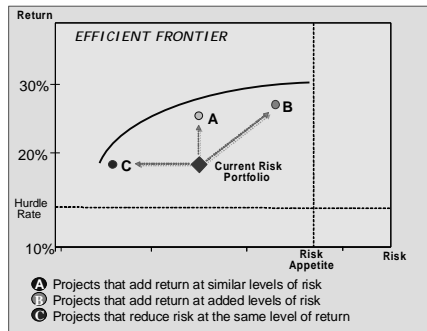 Return
EFFICIENT FRONTIER
30%
A
B
20%
C
Current Risk
Portfolio
Hurdle
Rate
10%
Risk
Appetite
Risk
A Projects that add return at similar levels of risk
B Projects that add return at added levels of risk
C Projects that reduce risk at the same level of return